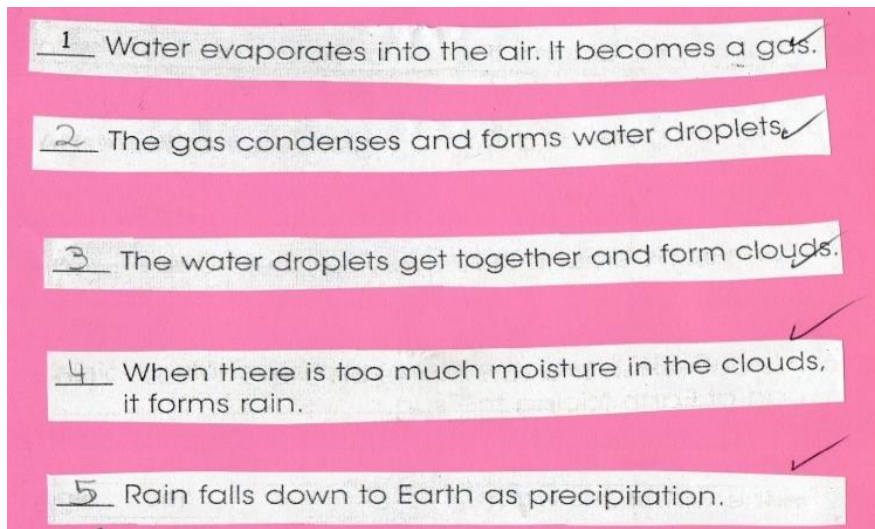 1 Water evaporates into the air. It becomes a gas.
2 The gas condenses and forms water droplets.
3 The water droplets get together and form clouds.
4 When there is too much moisture in the clouds,
it forms rain.
5 Rain falls down to Earth as precipitation.